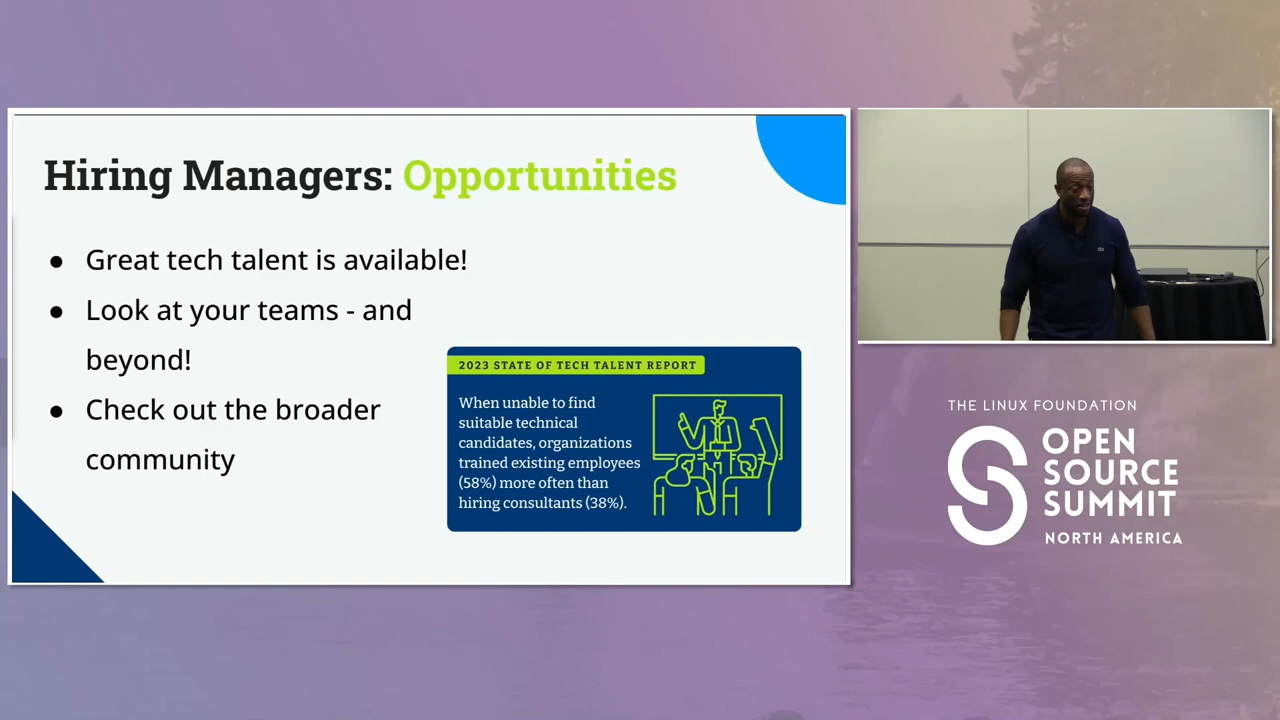 Hiring Managers: Opportunities
● Great tech talent is available!
● Look at your teams - and
beyond!
● Check out the broader
community
2023 STATE OF TECH TALENT REPORT
When unable to find
suitable technical
candidates, organizations
trained existing employees
(58%) more often than
hiring consultants (38%).
THE LINUX FOUNDATION
OPEN
SOURCE
SUMMIT
NORTH AMERICA